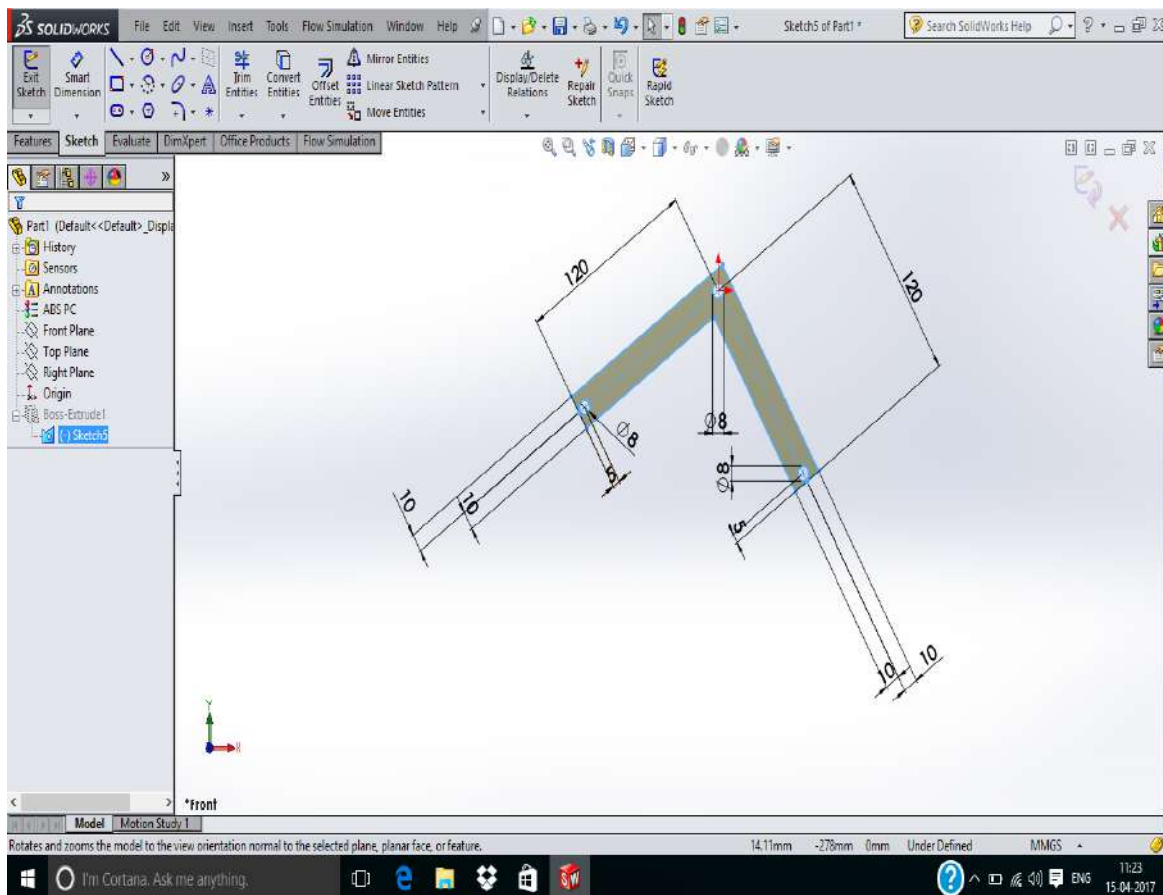 SOLIDWORKS File Edit View Insert Tools Flow Simulation Window Help Sketch5 of Part1 * Search SolidWorks Help
Exit Sketch
Smart Dimension
Trim Entities
Convert Entities
Offset Entities
Mirror Entities
Linear Sketch Pattern
Move Entities
Display/Delete Relations
Repair Sketch
Quick Snaps
Rapid Sketch
Features Sketch Evaluate DimXpert Office Products Flow Simulation
Part1 (Default<<Default>_Displa
History
Sensors
Annotations
ABS PC
Front Plane
Top Plane
Right Plane
Origin
Boss-Extrude1
(-) Sketch5
120
120
Ø8
Ø8
Ø8
10
10
15
10
10
Y
X
*Front
Model Motion Study 1
Rotates and zooms the model to the view orientation normal to the selected plane, planar face, or feature. 14.11mm -278mm 0mm Under Defined MMGS
I'm Cortana. Ask me anything. ENG 11:23
15-04-2017